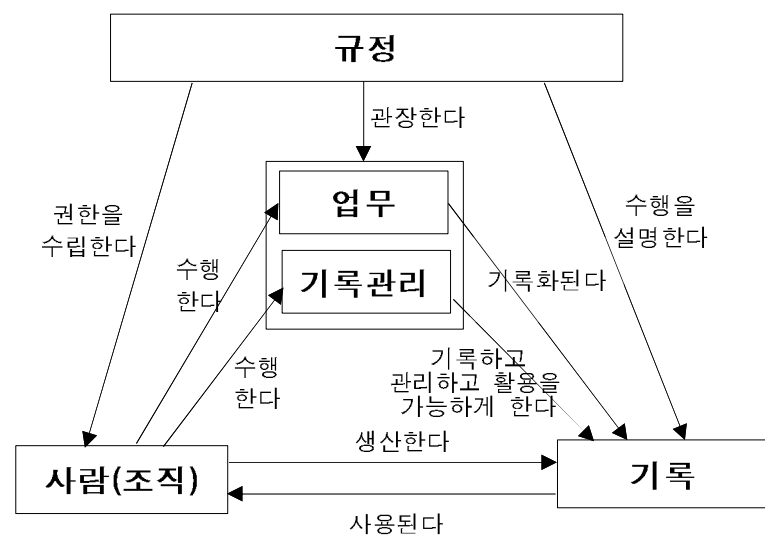 규정
관장한다
업무
권한을
수립한다
수행을
설명한다
수행
한다
기록관리
기록화된다
수행
한다
기록하고
관리하고 활용을
가능하게 한다
생산한다
사람(조직)
기록
사용된다